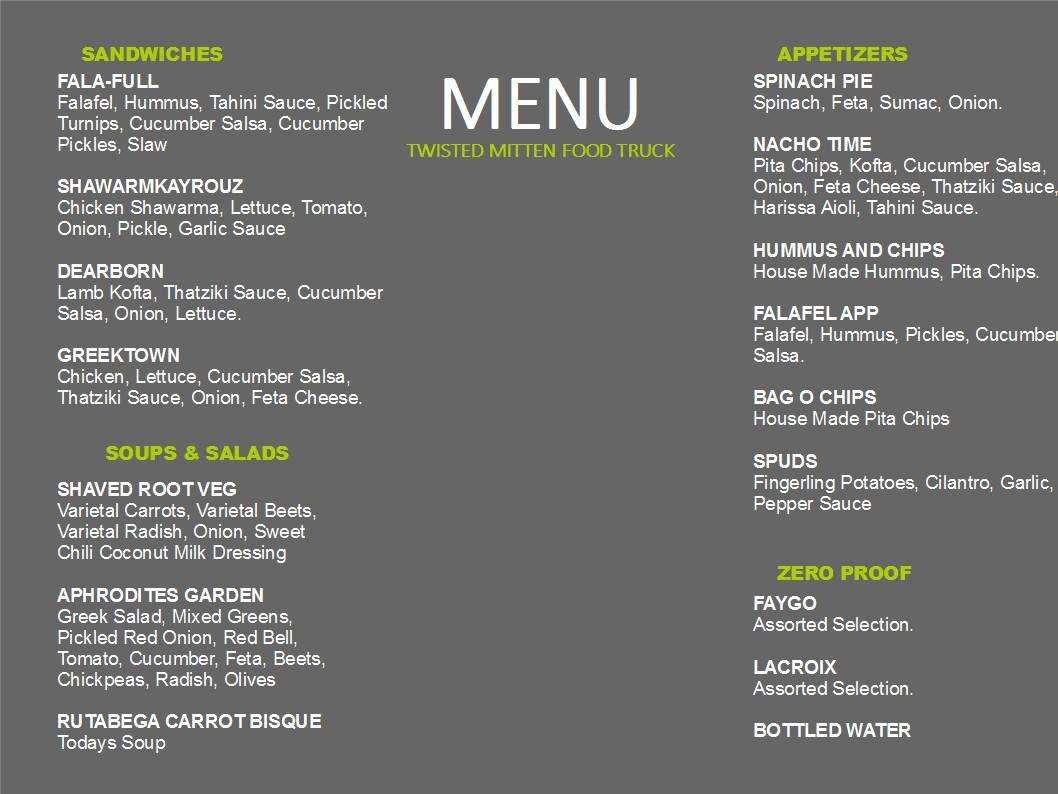 SANDWICHES
FALA-FULL
Falafel, Hummus, Tahini Sauce, Pickled
Turnips, Cucumber Salsa, Cucumber
Pickles, Slaw
SHAWARMKAYROUZ
Chicken Shawarma, Lettuce, Tomato,
Onion, Pickle, Garlic Sauce
DEARBORN
Lamb Kofta, Thatziki Sauce, Cucumber
Salsa, Onion, Lettuce.
GREEKTOWN
Chicken, Lettuce, Cucumber Salsa,
Thatziki Sauce, Onion, Feta Cheese.
SOUPS & SALADS
SHAVED ROOT VEG
Varietal Carrots, Varietal Beets,
Varietal Radish, Onion, Sweet
Chili Coconut Milk Dressing
APHRODITES GARDEN
Greek Salad, Mixed Greens,
Pickled Red Onion, Red Bell,
Tomato, Cucumber, Feta, Beets,
Chickpeas, Radish, Olives
RUTABEGA CARROT BISQUE
Todays Soup
MENU
TWISTED MITTEN FOOD TRUCK
APPETIZERS
SPINACH PIE
Spinach, Feta, Sumac, Onion.
NACHO TIME
Pita Chips, Kofta, Cucumber Salsa,
Onion, Feta Cheese, Thatziki Sauce,
Harissa Aioli, Tahini Sauce.
HUMMUS AND CHIPS
House Made Hummus, Pita Chips.
FALAFEL APP
Falafel, Hummus, Pickles, Cucumber
Salsa.
BAG O CHIPS
House Made Pita Chips
SPUDS
Fingerling Potatoes, Cilantro, Garlic,
Pepper Sauce
ZERO PROOF
FAYGO
Assorted Selection.
LACROIX
Assorted Selection.
BOTTLED WATER